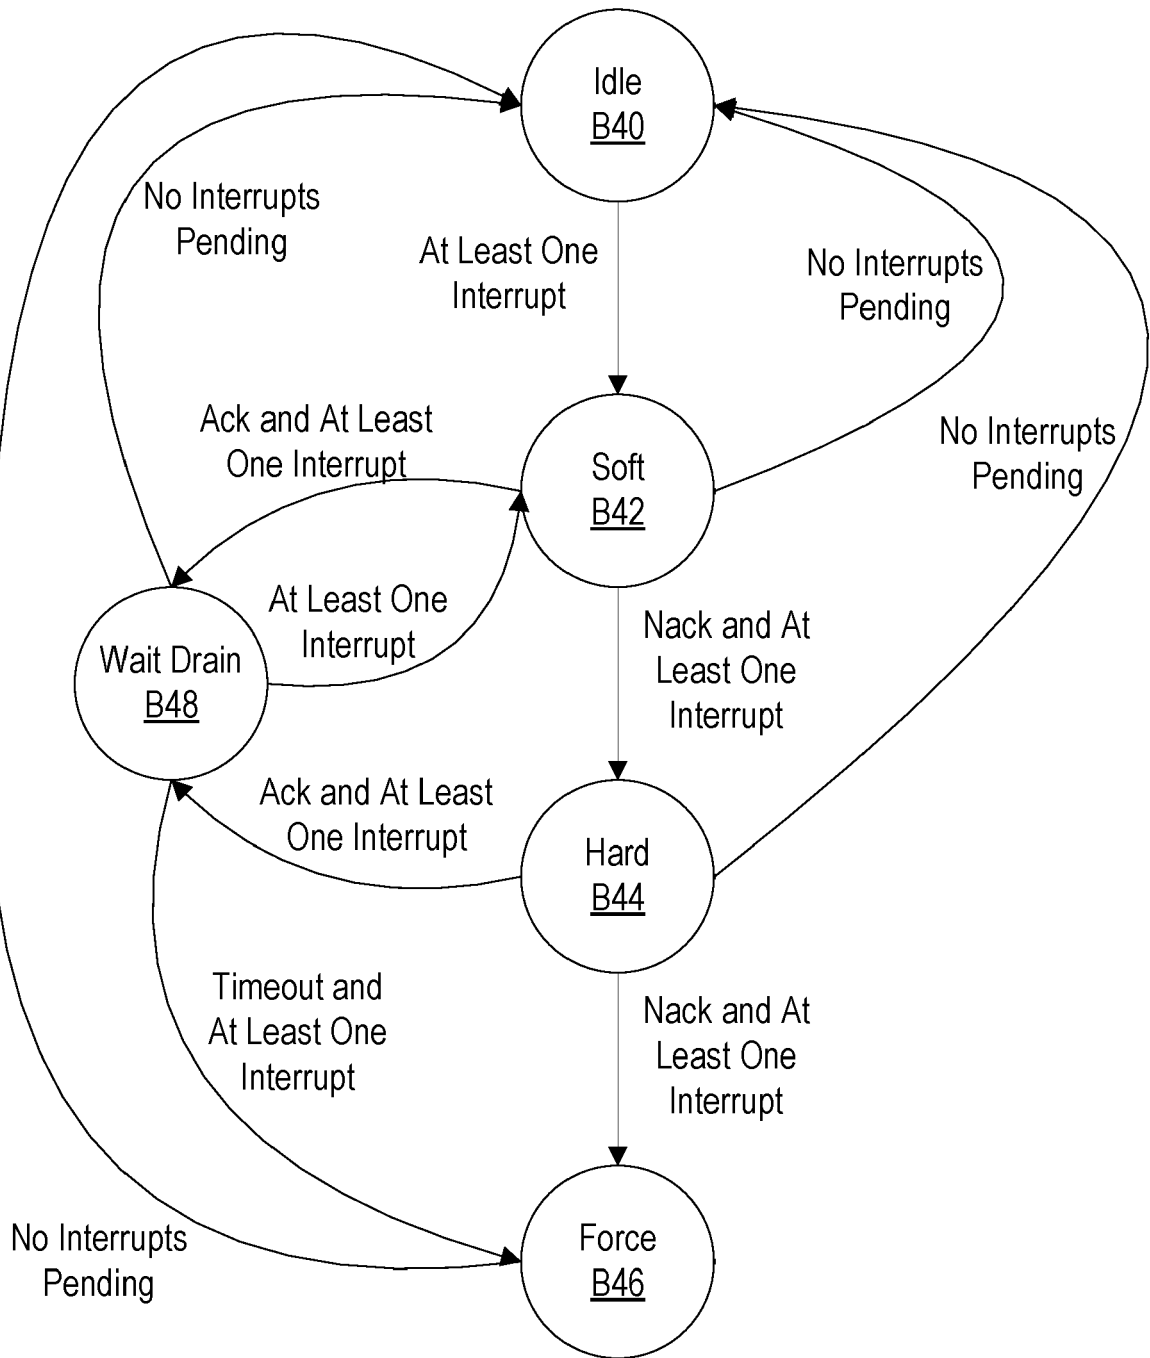 Idle
B40
No Interrupts
Pending
At Least One
Interrupt
No Interrupts
Pending
Ack and At Least
One Interrupt
No Interrupts
Pending
Soft
B42
At Least One
Interrupt
Nack and At
Least One
Interrupt
Wait Drain
B48
Ack and At Least
One Interrupt
Hard
B44
Timeout and
At Least One
Interrupt
Nack and At
Least One
Interrupt
No Interrupts
Pending
Force
B46